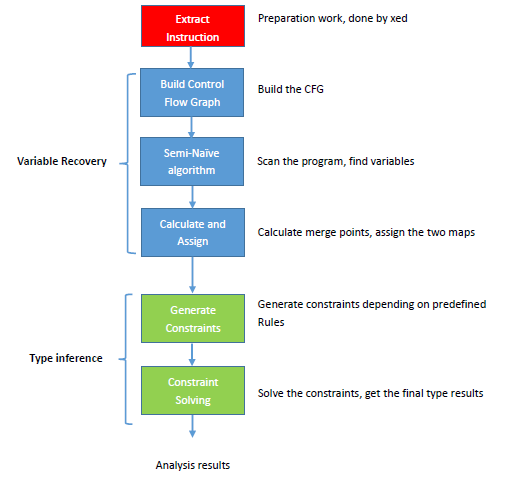 Extract
Instruction
Preparation work, done by xed
Build Control
Flow Graph
Build the CFG
Variable Recovery
Semi-Naïve
algorithm
Scan the program, find variables
Calculate and
Assign
Calculate merge points, assign the two maps
Generate
Constraints
Generate constraints depending on predefined
Rules
Type inference
Constraint
Solving
Solve the constraints, get the final type results
Analysis results